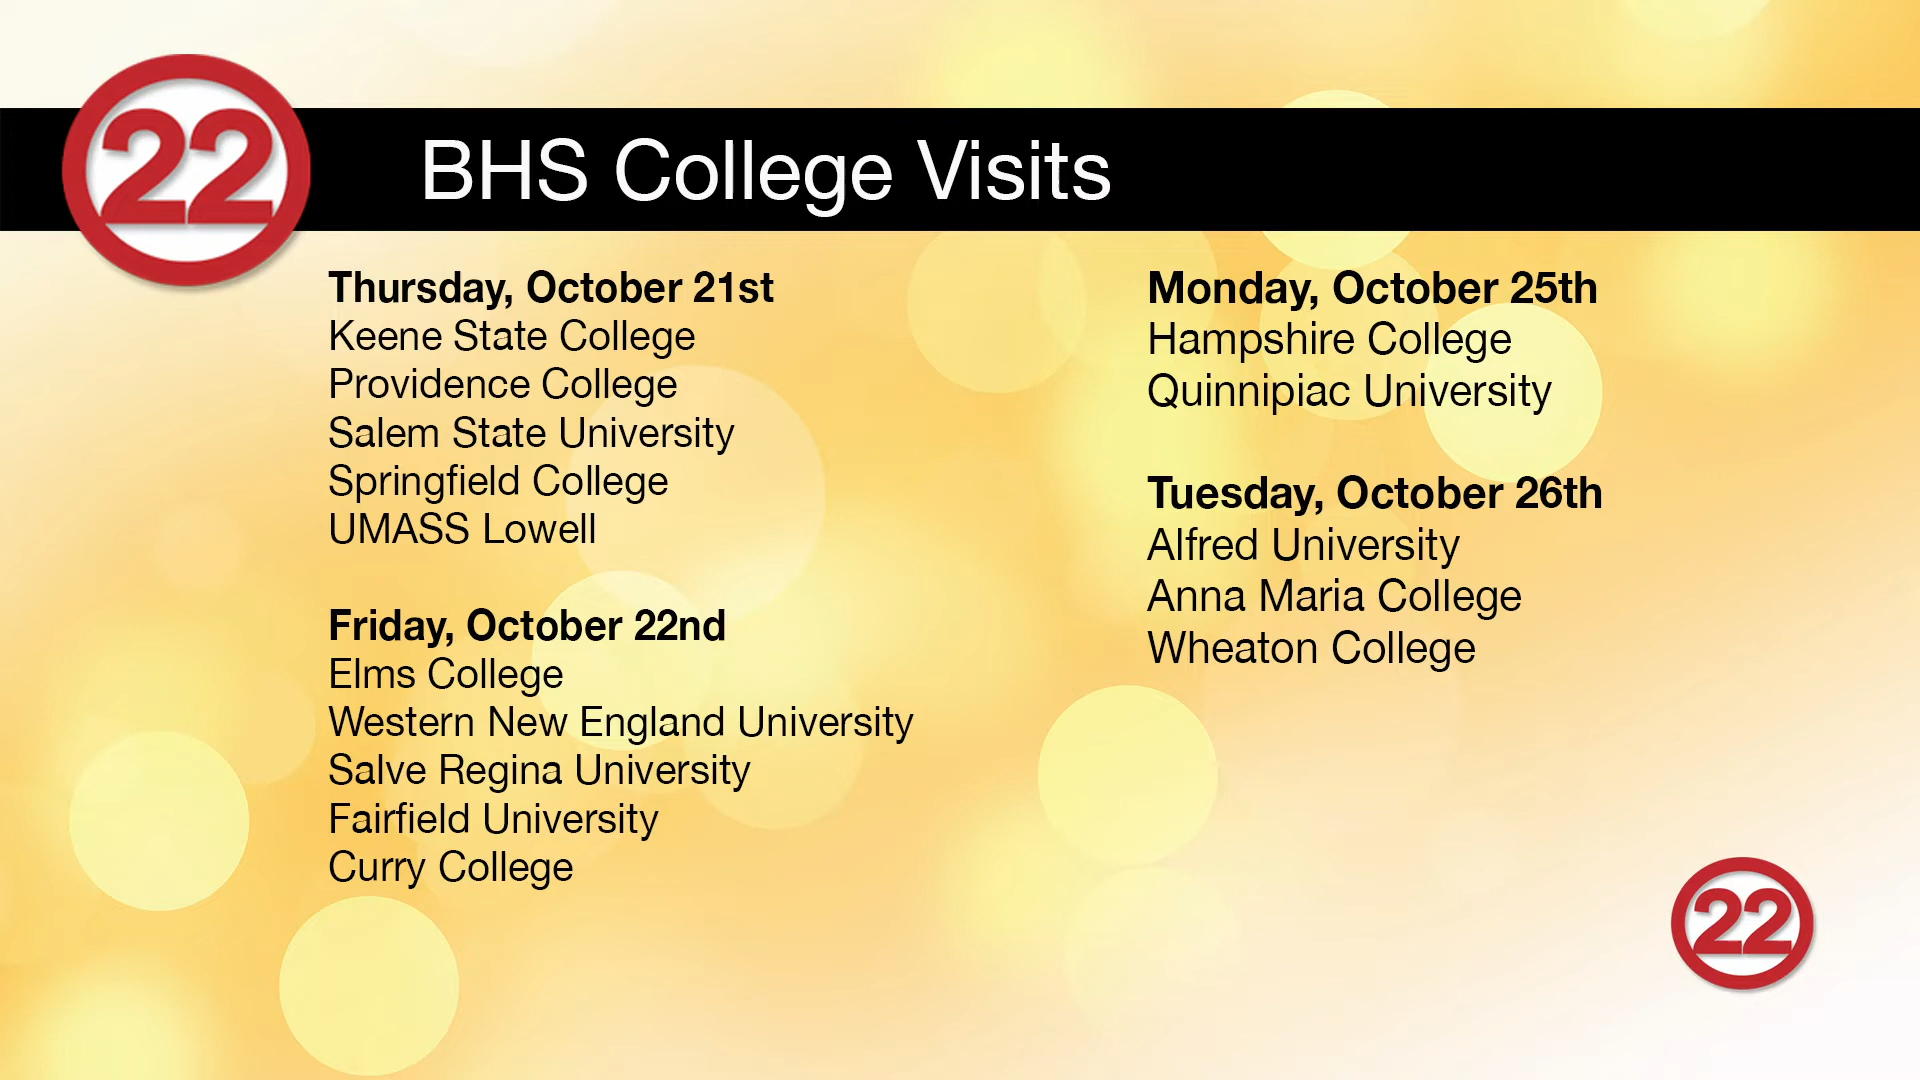 22
BHS College Visits
Thursday, October 21st
Keene State College
Providence College
Salem State University
Springfield College
UMASS Lowell
Friday, October 22nd
Elms College
Western New England University
Salve Regina University
Fairfield University
Curry College
Monday, October 25th
Hampshire College
Quinnipiac University
Tuesday, October 26th
Alfred University
Anna Maria College
Wheaton College
22